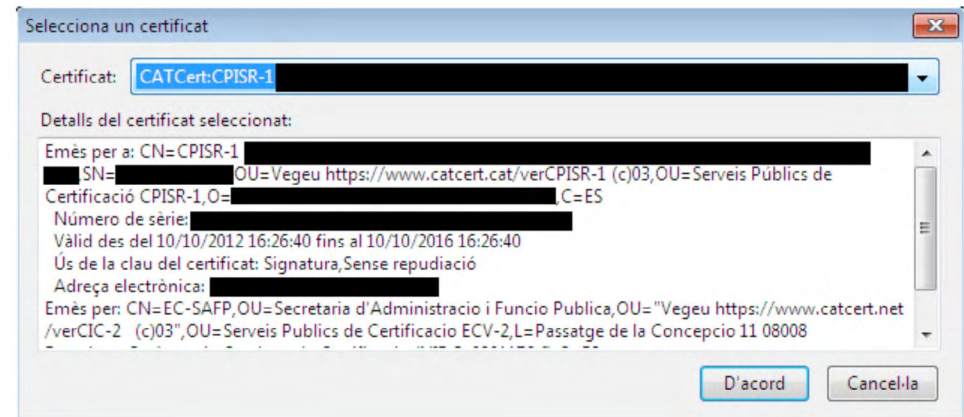 Selecciona un certificat
Certificat: CATCert:CPISR-1
Detalls del certificat seleccionat:
Emès per a: CN=CPISR-1
,SN= OU=Vegeu https://www.catcert.cat/verCPISR-1 (c)03,OU=Serveis Públics de
Certificació CPISR-1,O= ,C=ES
Número de sèrie:
Vàlid des del 10/10/2012 16:26:40 fins al 10/10/2016 16:26:40
Ús de la clau del certificat: Signatura,Sense repudiació
Adreça electrònica:
Emès per: CN=EC-SAFP,OU=Secretaria d'Administracio i Funcio Publica,OU="Vegeu https://www.catcert.net
/verCIC-2 (c)03",OU=Serveis Publics de Certificacio ECV-2,L=Passatge de la Concepcio 11 08008
D'acord Cancel·la